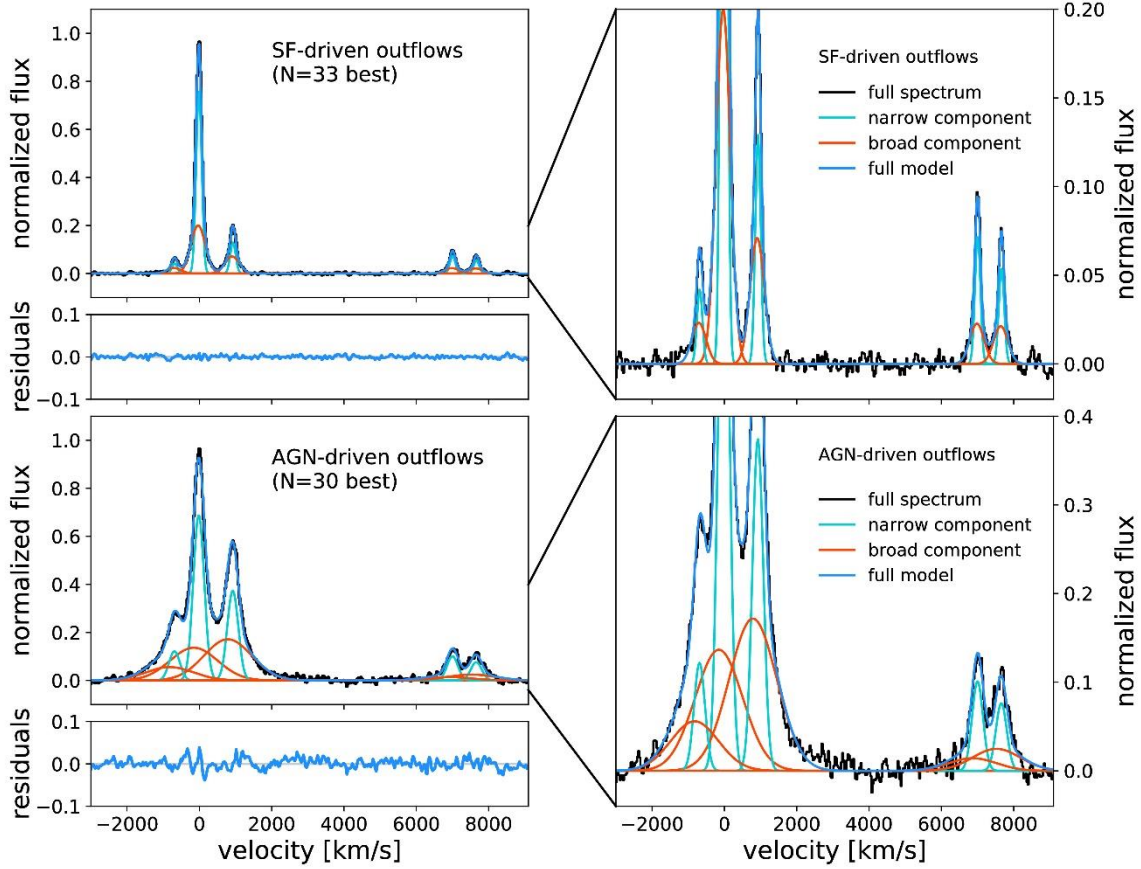 normalized flux
1.0
0.8
0.6
0.4
0.2
0.0
SF-driven outflows
(N=33 best)
residuals
0.1
0.0
−0.1
normalized flux
0.20
0.15
0.10
0.05
0.00
SF-driven outflows
full spectrum
narrow component
broad component
full model
−2000 0 2000 4000 6000 8000
normalized flux
1.0
0.8
0.6
0.4
0.2
0.0
AGN-driven outflows
(N=30 best)
residuals
0.1
0.0
−0.1
−2000 0 2000 4000 6000 8000
velocity [km/s]
normalized flux
0.4
0.3
0.2
0.1
0.0
AGN-driven outflows
full spectrum
narrow component
broad component
full model
−2000 0 2000 4000 6000 8000
velocity [km/s]